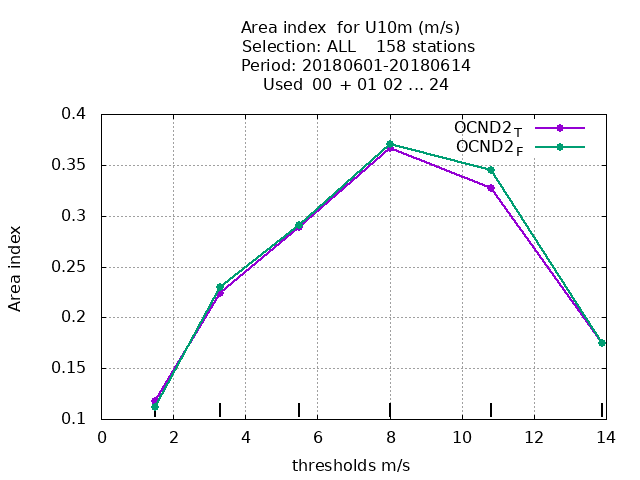 Area index  for U10m (m/s)
Selection: ALL    158 stations
Period: 20180601-20180614
Used  00 + 01 02 ... 24
OCND2T
OCND2F
0.4
0.35
0.3
0.25
0.2
0.15
0.1
Area index
0 2 4 6 8 10 12 14
thresholds m/s